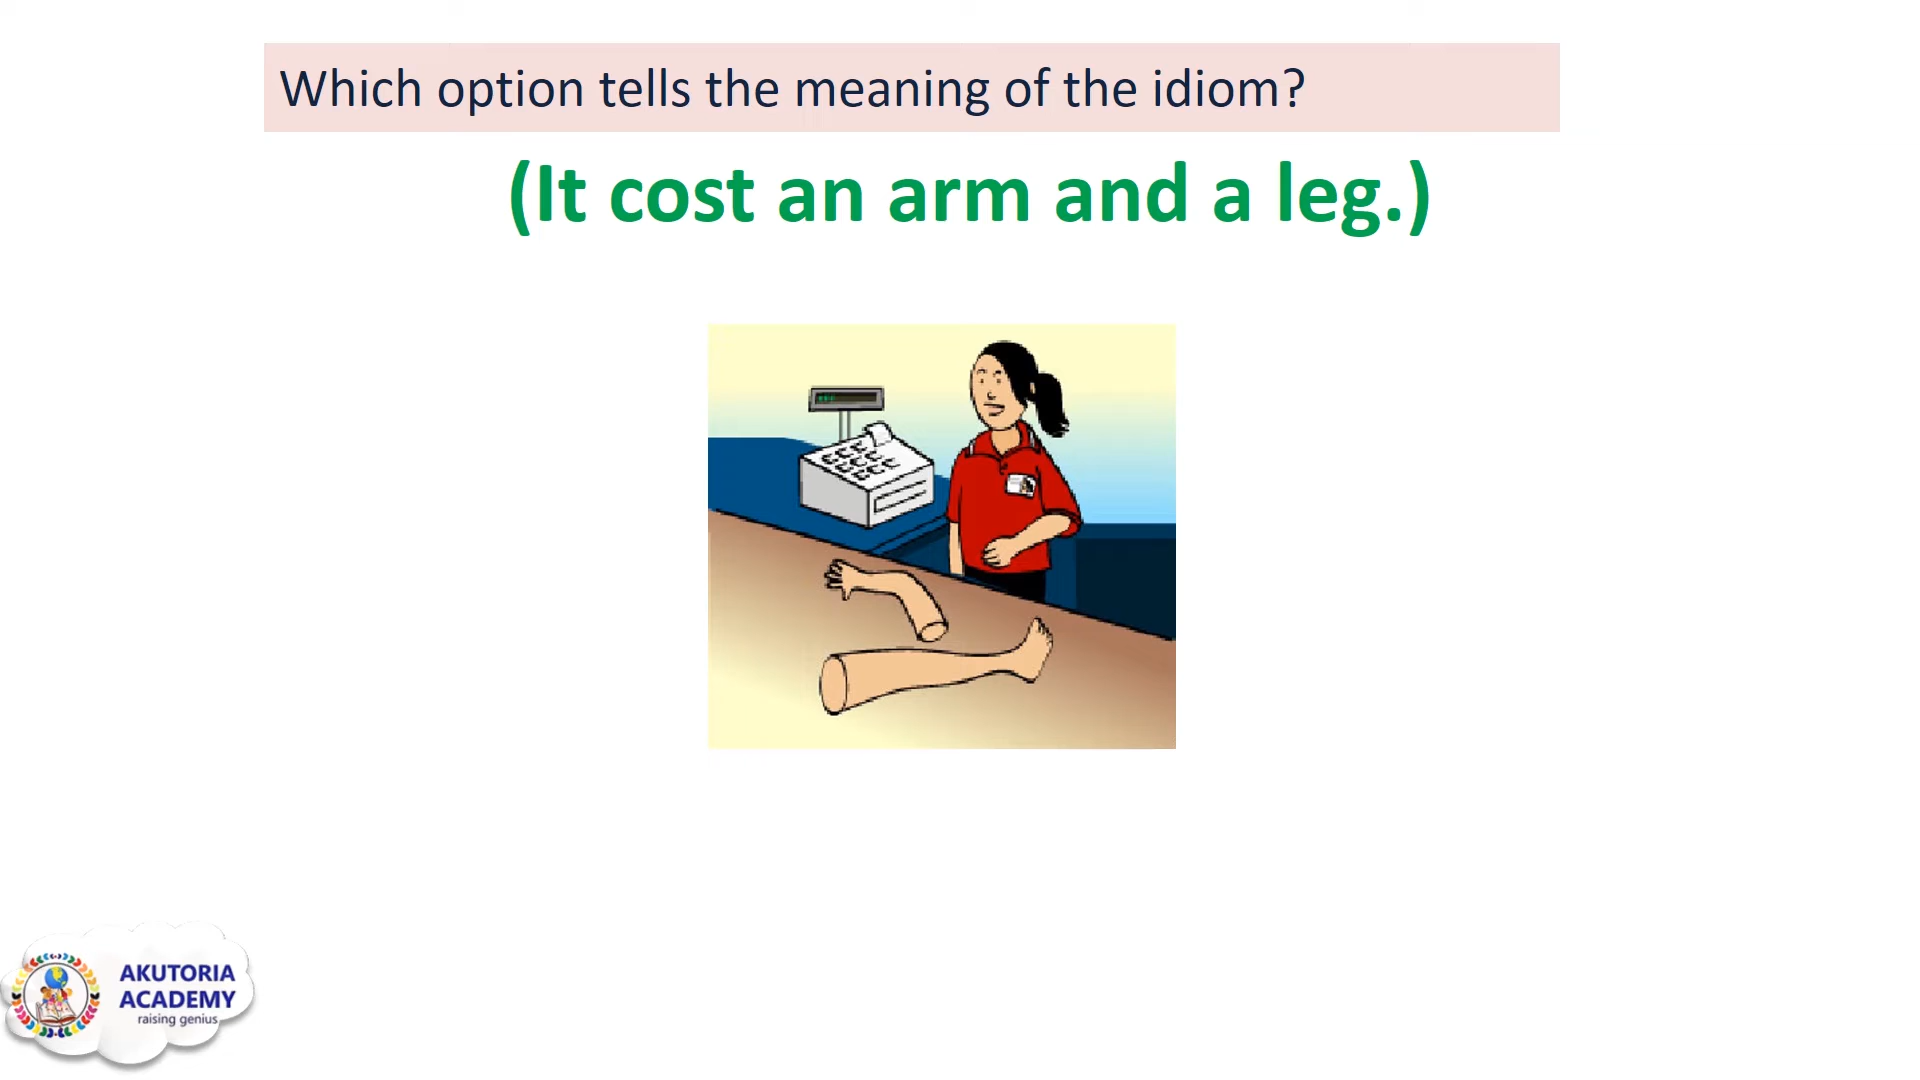 Which option tells the meaning of the idiom?
(It cost an arm and a leg.)
AKUTORIA
ACADEMY
raising genius